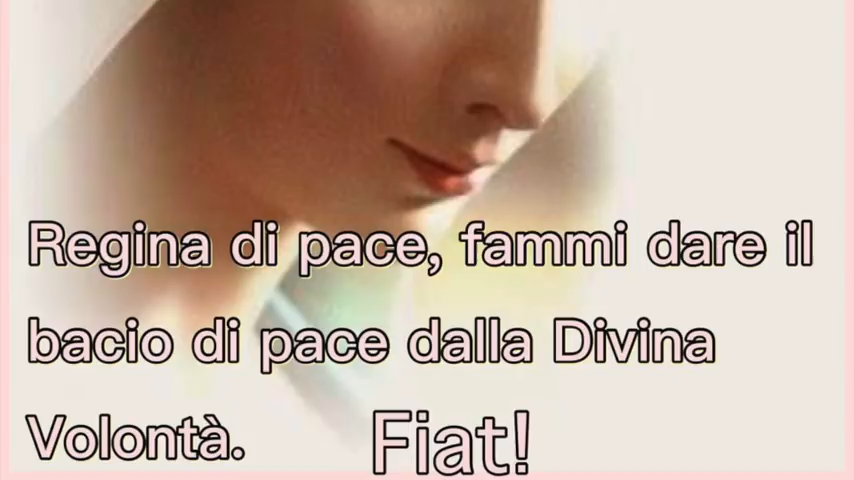 Regina di pace, fammi dare il
bacio di pace dalla Divina
Volontà. Fiat!